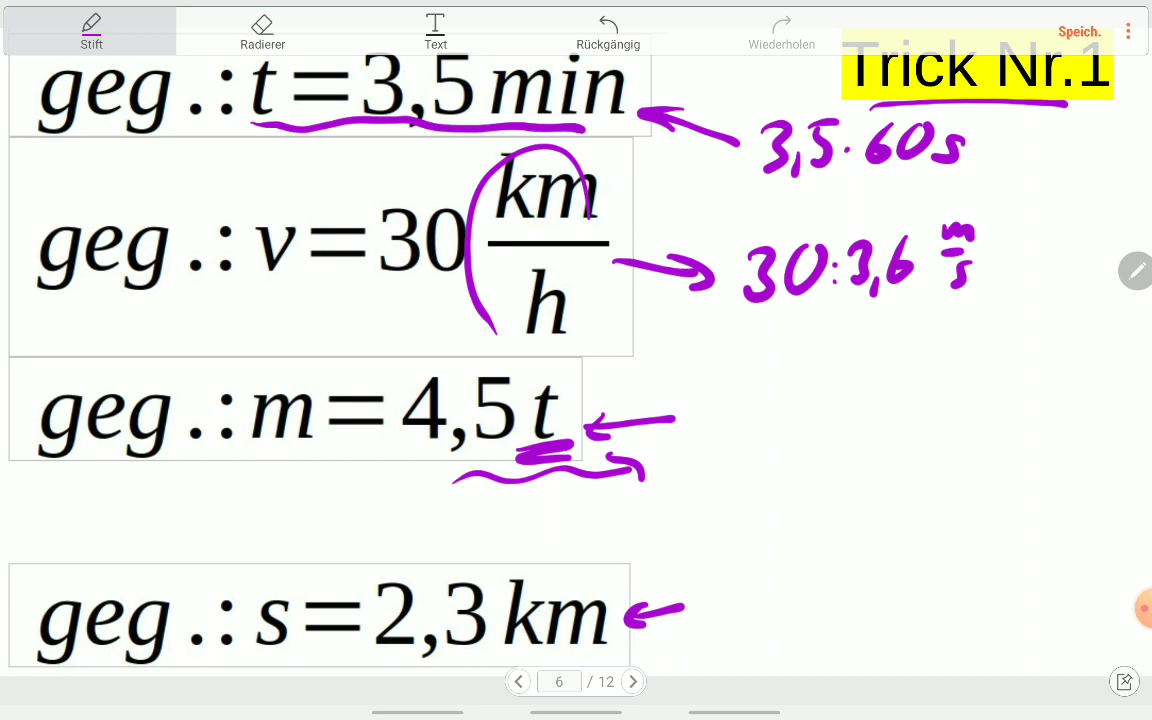 Stift Radierer Text Rückgängig Wiederholen Speich.
Trick Nr.1
geg.: t = 3,5 min
3,5 · 60 s
geg.: v = 30 km/h
30 : 3,6 m/s
geg.: m = 4,5 t
geg.: s = 2,3 km
6 / 12